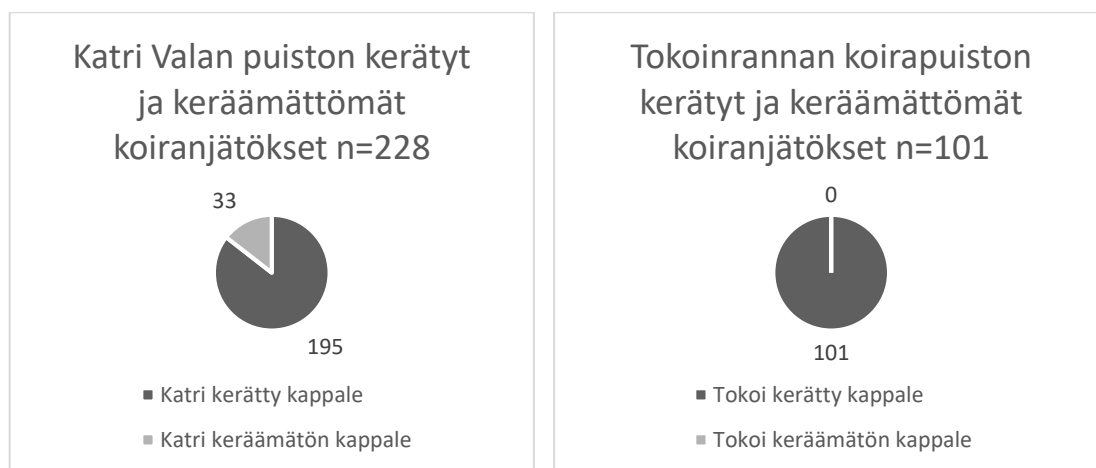 Katri Valan puiston kerätyt
ja keräämättömät
koiranjätökset n=228
33
195
■ Katri kerätty kappale
■ Katri keräämätön kappale
Tokoinrannan koirapuiston
kerätyt ja keräämättömät
koiranjätökset n=101
0
101
■ Tokoi kerätty kappale
■ Tokoi keräämätön kappale